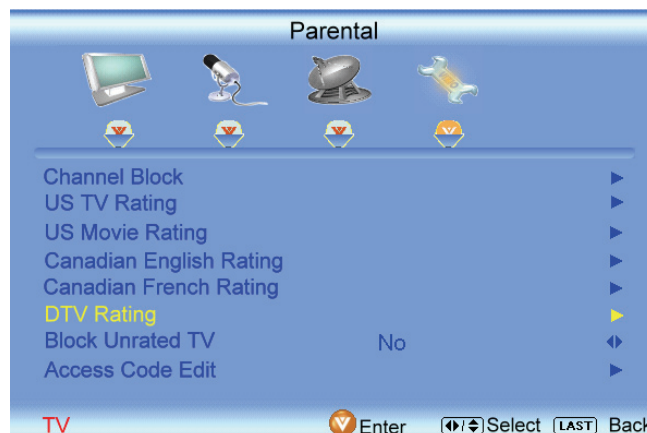 Parental
Channel Block
US TV Rating
US Movie Rating
Canadian English Rating
Canadian French Rating
DTV Rating
Block Unrated TV No
Access Code Edit
TV Enter Select LAST Back